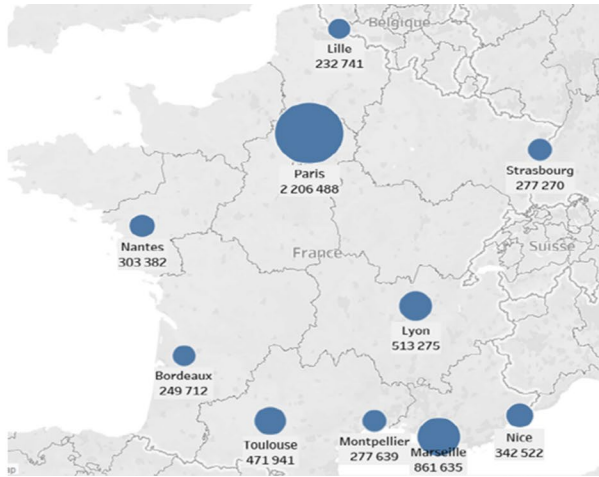 Belgique
Lille
232 741
Paris
2 206 488
Strasbourg
277 270
Nantes
303 382
France
Suisse
Lyon
513 275
Bordeaux
249 712
Toulouse
471 941
Montpellier
277 639
Marseille
861 635
Nice
342 522